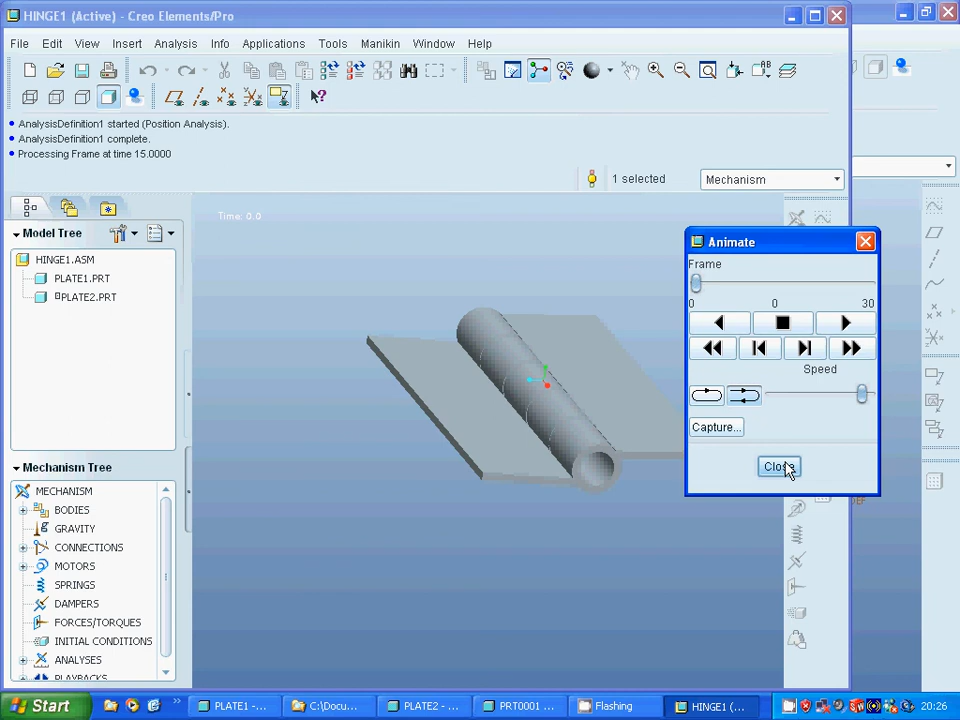 HINGE1 (Active) - Creo Elements/Pro
File Edit View Insert Analysis Info Applications Tools Manikin Window Help
AnalysisDefinition1 started (Position Analysis).
AnalysisDefinition1 complete.
Processing Frame at time 15.0000
1 selected Mechanism
Time: 0.0
Model Tree
HINGE1.ASM
PLATE1.PRT
PLATE2.PRT
Animate
Frame
0 0 30
Speed
Capture...
Close
Mechanism Tree
MECHANISM
BODIES
GRAVITY
CONNECTIONS
MOTORS
SPRINGS
DAMPERS
FORCES/TORQUES
INITIAL CONDITIONS
ANALYSES
PLAYBACKS
Start PLATE1 -... C:\Docu... PLATE2 - ... PRT0001 ... Flashing HINGE1 (... 20:26